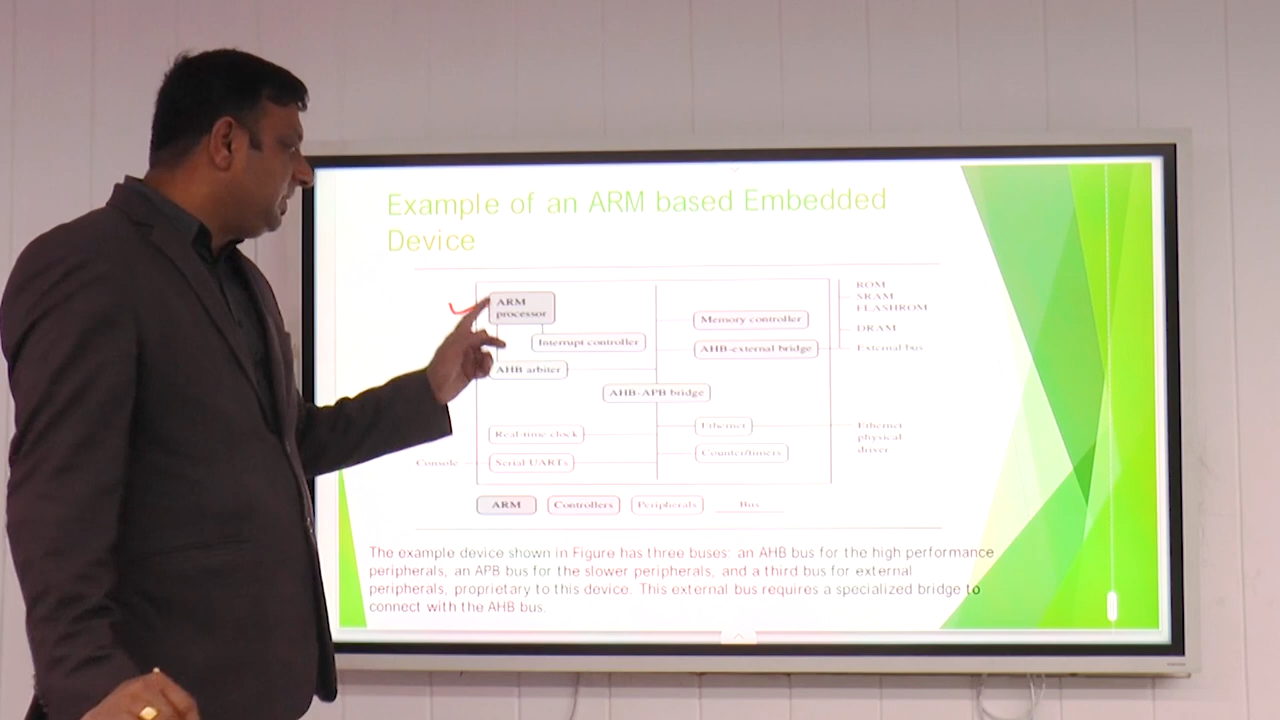 Example of an ARM based Embedded
Device
ROM
SRAM
FLASHROM
DRAM
External bus
ARM
processor
Interrupt controller
AHB arbiter
Memory controller
AHB-external bridge
AHB-APB bridge
Real-time clock
Serial UARTs
Console
Ethernet
Counter/timers
Ethernet
physical
driver
ARM
Controllers
Peripherals
Bus
The example device shown in Figure has three buses: an AHB bus for the high performance
peripherals, an APB bus for the slower peripherals, and a third bus for external
peripherals, proprietary to this device. This external bus requires a specialized bridge to
connect with the AHB bus.